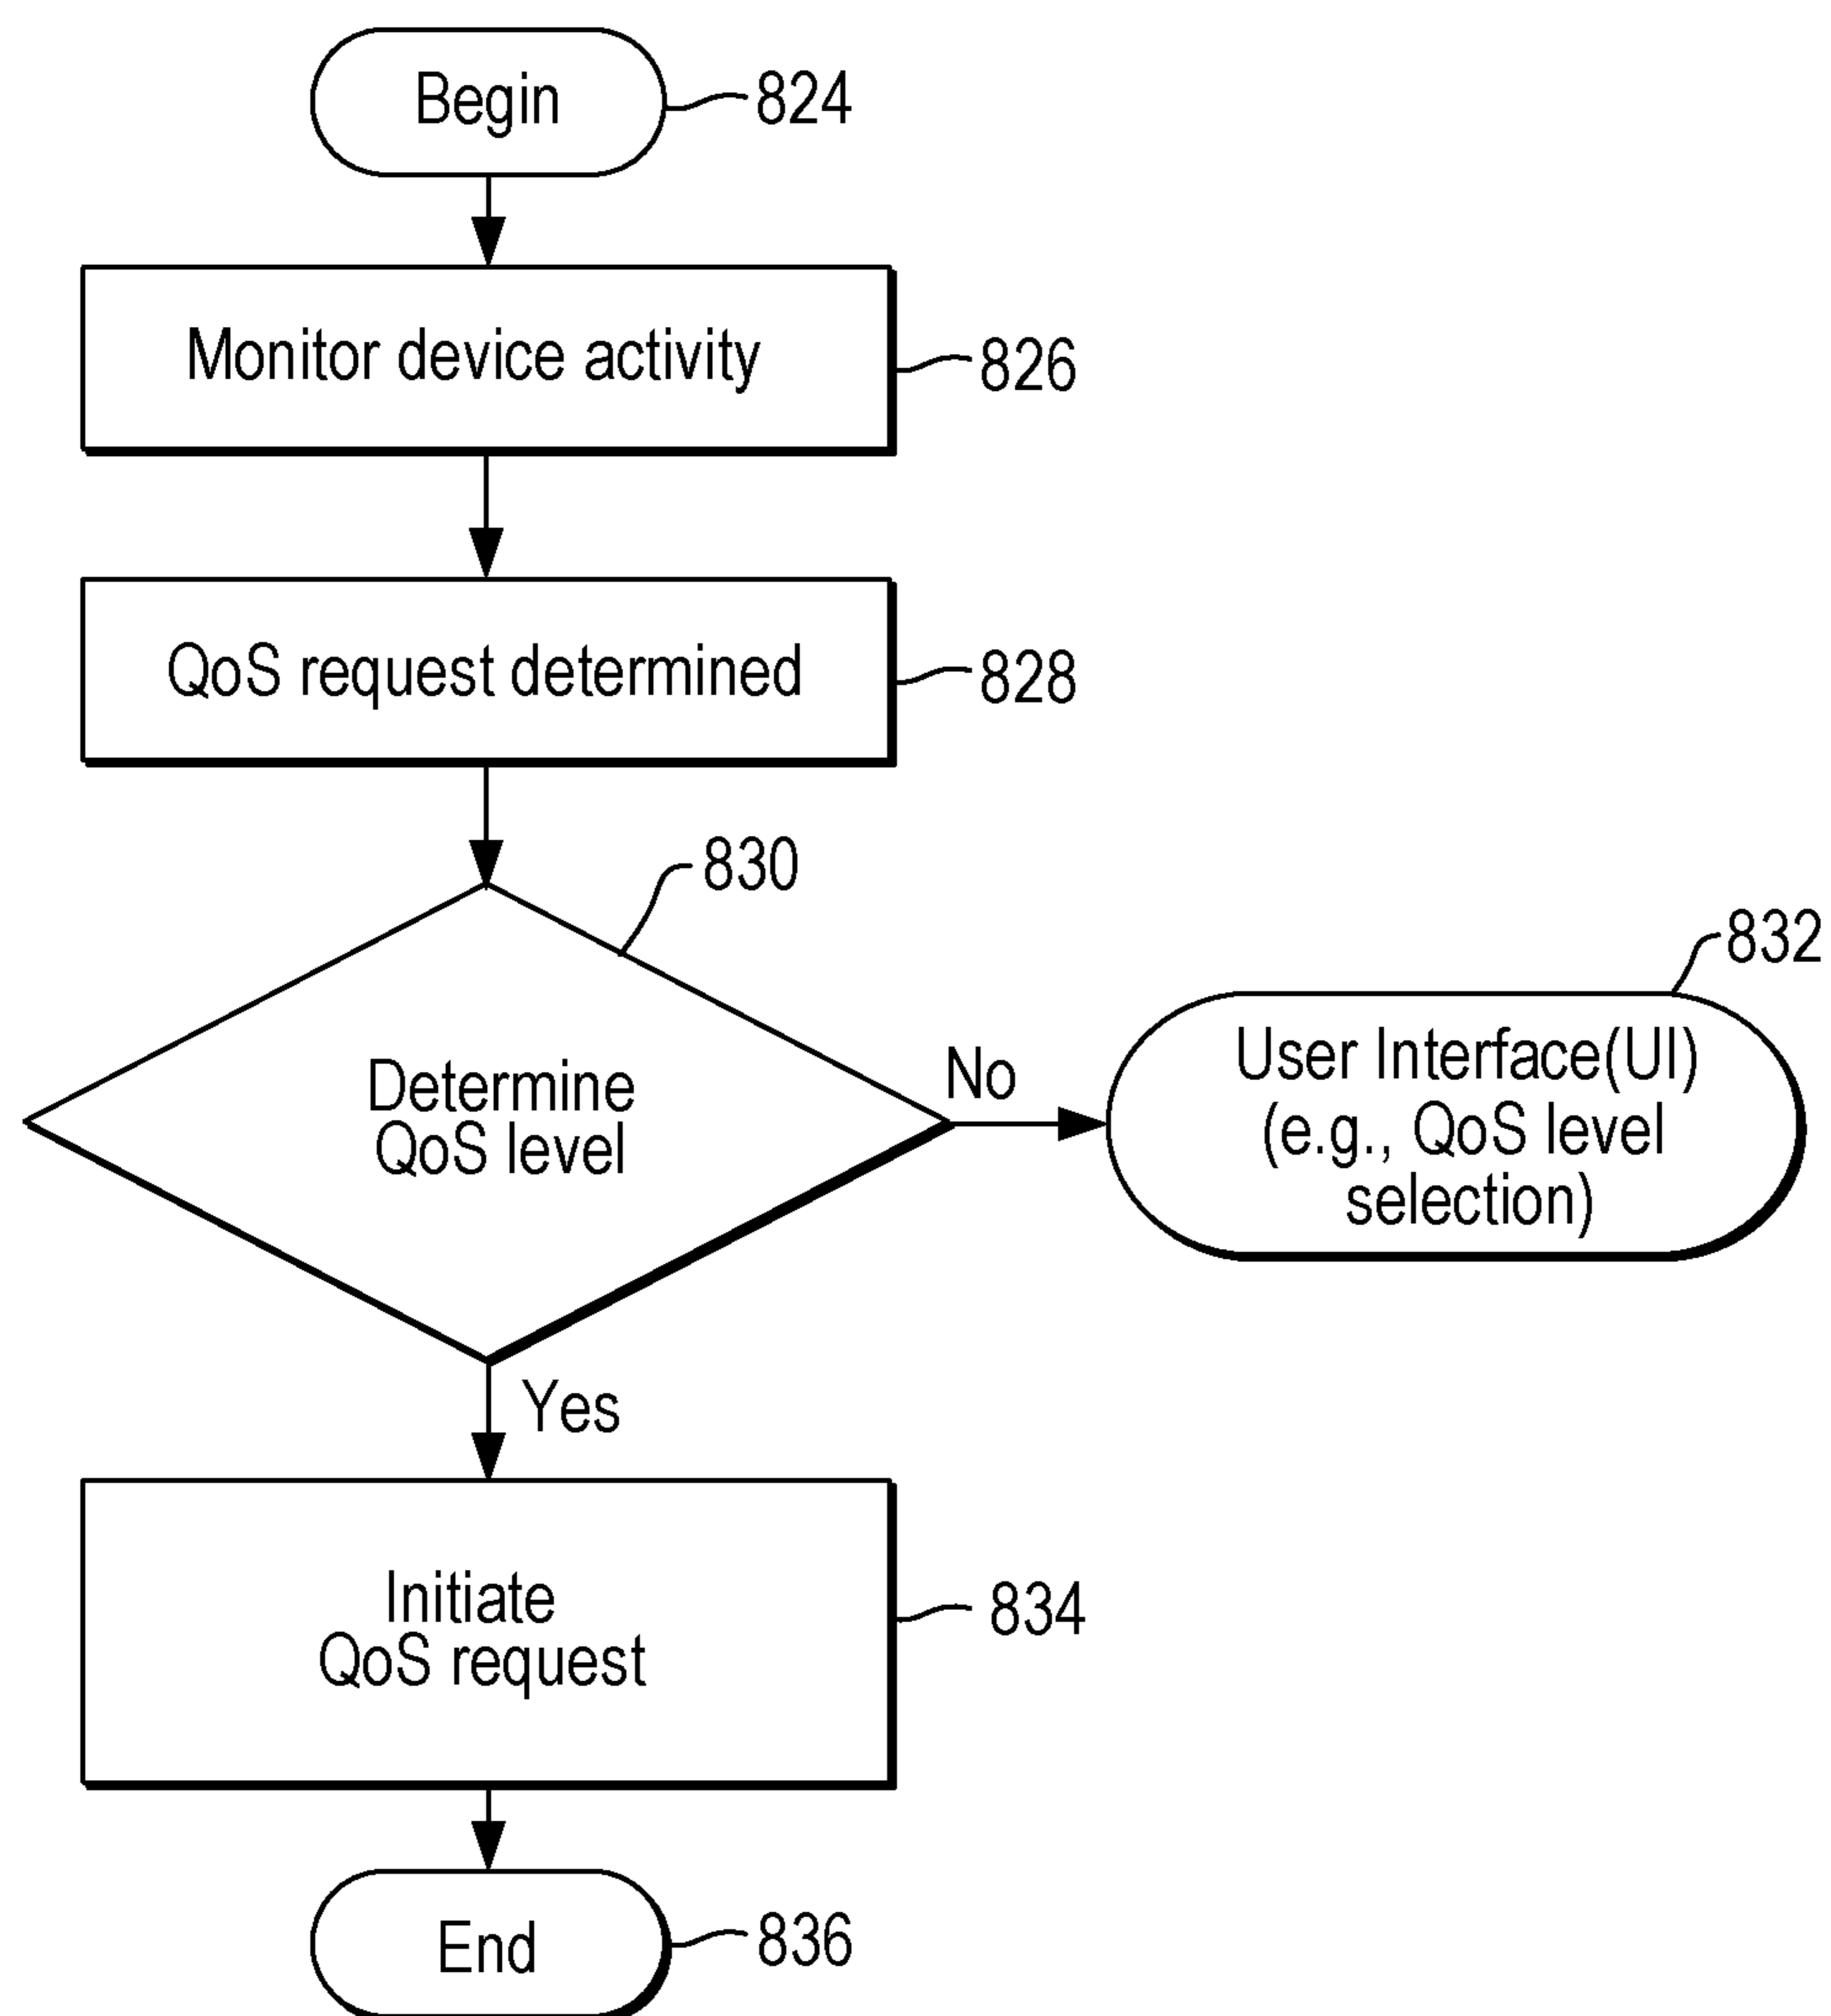 Begin
824
Monitor device activity
826
QoS request determined
828
830
Determine
QoS level
No
832
User Interface(UI)
(e.g., QoS level
selection)
Yes
Initiate
QoS request
834
End
836